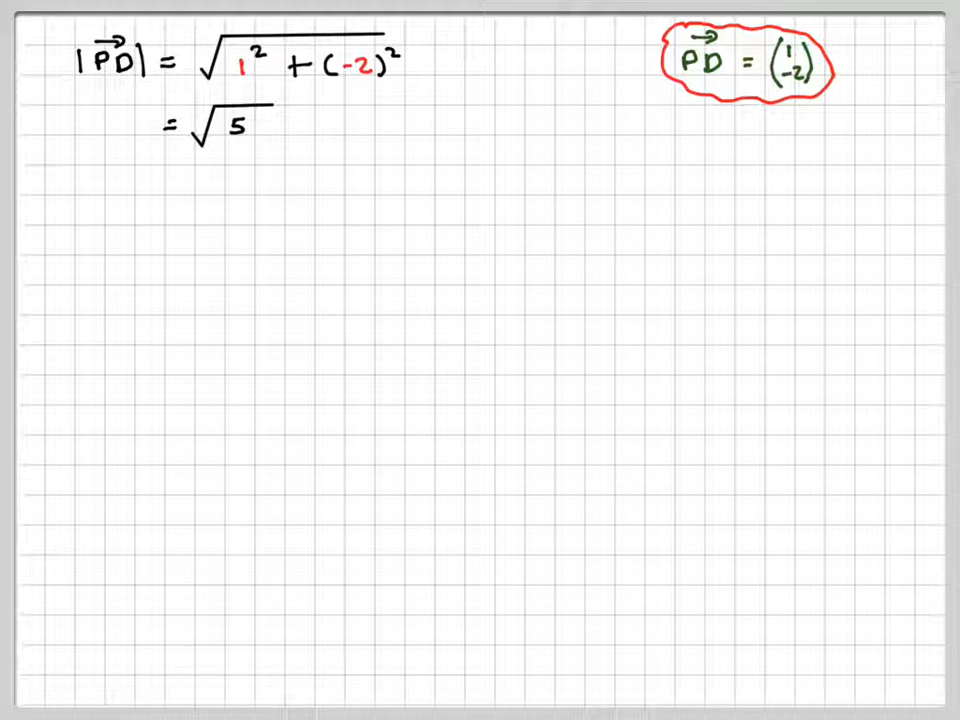 |PD→| = √(1² + (-2)²)
= √5
PD→ = (1 -2)